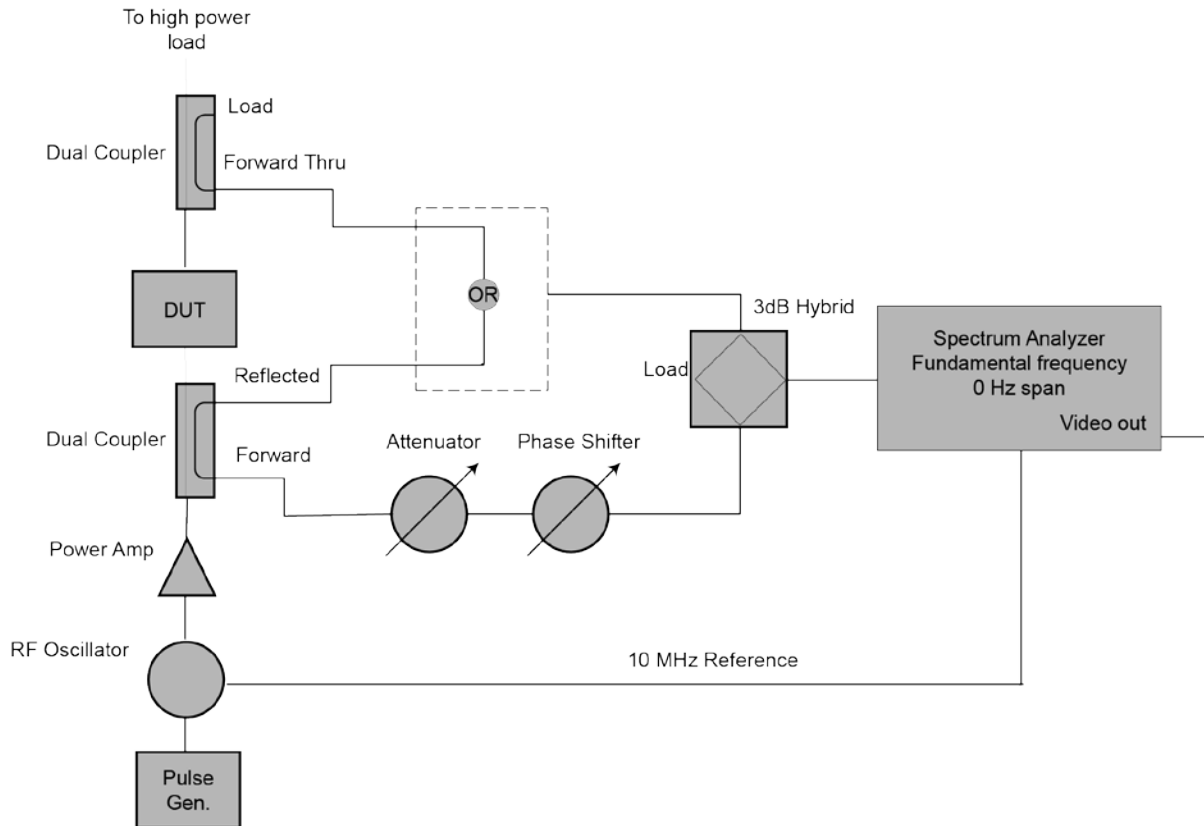 To high power
load
Load
Dual Coupler
Forward Thru
DUT
OR
3dB Hybrid
Load
Spectrum Analyzer
Fundamental frequency
0 Hz span
Video out
Reflected
Dual Coupler
Forward
Attenuator
Phase Shifter
Power Amp
RF Oscillator
10 MHz Reference
Pulse
Gen.